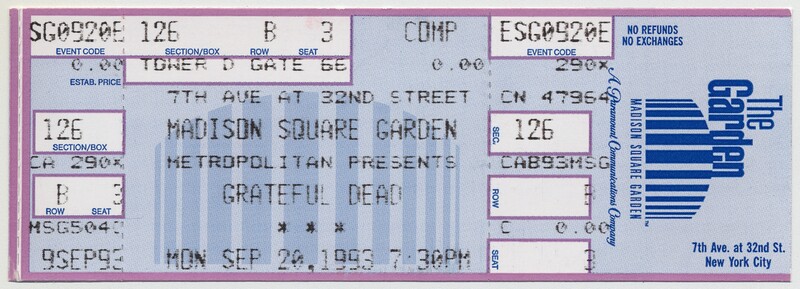 SG0920E 126 B 3 COMP ESG0920E
EVENT CODE SECTION/BOX ROW SEAT EVENT CODE
0.00 TOWER D GATE 66 0.00 290X
ESTAB. PRICE
7TH AVE AT 32ND STREET CN 47964
126 MADISON SQUARE GARDEN SEC. 126
SECTION/BOX
CA 290X METROPOLITAN PRESENTS CA893MSG
B 3 GRATEFUL DEAD B
ROW SEAT ROW
MSG504C * * * C 0.00
9SEP93 MON SEP 20,1993 7:30PM SEAT 3
NO REFUNDS
NO EXCHANGES
A Paramount Communications Company
MADISON SQUARE GARDEN™
The Garden
7th Ave. at 32nd St.
New York City